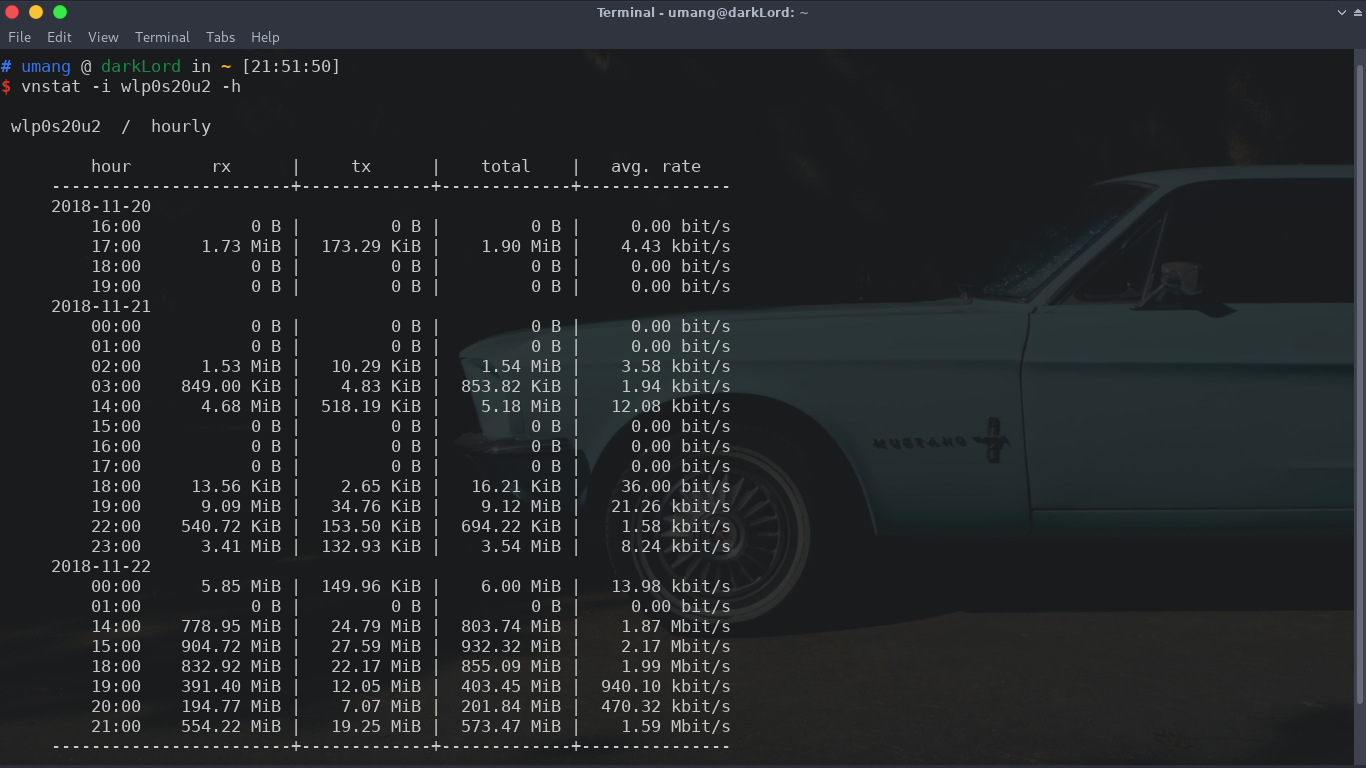 Terminal - umang@darkLord: ~
File Edit View Terminal Tabs Help
# umang @ darkLord in ~ [21:51:50]
$ vnstat -i wlp0s20u2 -h
wlp0s20u2 / hourly
hour rx | tx | total | avg. rate
------------------------+-------------+-------------+---------------
2018-11-20
16:00 0 B | 0 B | 0 B | 0.00 bit/s
17:00 1.73 MiB | 173.29 KiB | 1.90 MiB | 4.43 kbit/s
18:00 0 B | 0 B | 0 B | 0.00 bit/s
19:00 0 B | 0 B | 0 B | 0.00 bit/s
2018-11-21
00:00 0 B | 0 B | 0 B | 0.00 bit/s
01:00 0 B | 0 B | 0 B | 0.00 bit/s
02:00 1.53 MiB | 10.29 KiB | 1.54 MiB | 3.58 kbit/s
03:00 849.00 KiB | 4.83 KiB | 853.82 KiB | 1.94 kbit/s
14:00 4.68 MiB | 518.19 KiB | 5.18 MiB | 12.08 kbit/s
15:00 0 B | 0 B | 0 B | 0.00 bit/s
16:00 0 B | 0 B | 0 B | 0.00 bit/s
17:00 0 B | 0 B | 0 B | 0.00 bit/s
18:00 13.56 KiB | 2.65 KiB | 16.21 KiB | 36.00 bit/s
19:00 9.09 MiB | 34.76 KiB | 9.12 MiB | 21.26 kbit/s
22:00 540.72 KiB | 153.50 KiB | 694.22 KiB | 1.58 kbit/s
23:00 3.41 MiB | 132.93 KiB | 3.54 MiB | 8.24 kbit/s
2018-11-22
00:00 5.85 MiB | 149.96 KiB | 6.00 MiB | 13.98 kbit/s
01:00 0 B | 0 B | 0 B | 0.00 bit/s
14:00 778.95 MiB | 24.79 MiB | 803.74 MiB | 1.87 Mbit/s
15:00 904.72 MiB | 27.59 MiB | 932.32 MiB | 2.17 Mbit/s
18:00 832.92 MiB | 22.17 MiB | 855.09 MiB | 1.99 Mbit/s
19:00 391.40 MiB | 12.05 MiB | 403.45 MiB | 940.10 kbit/s
20:00 194.77 MiB | 7.07 MiB | 201.84 MiB | 470.32 kbit/s
21:00 554.22 MiB | 19.25 MiB | 573.47 MiB | 1.59 Mbit/s
------------------------+-------------+-------------+---------------
MUSTANG